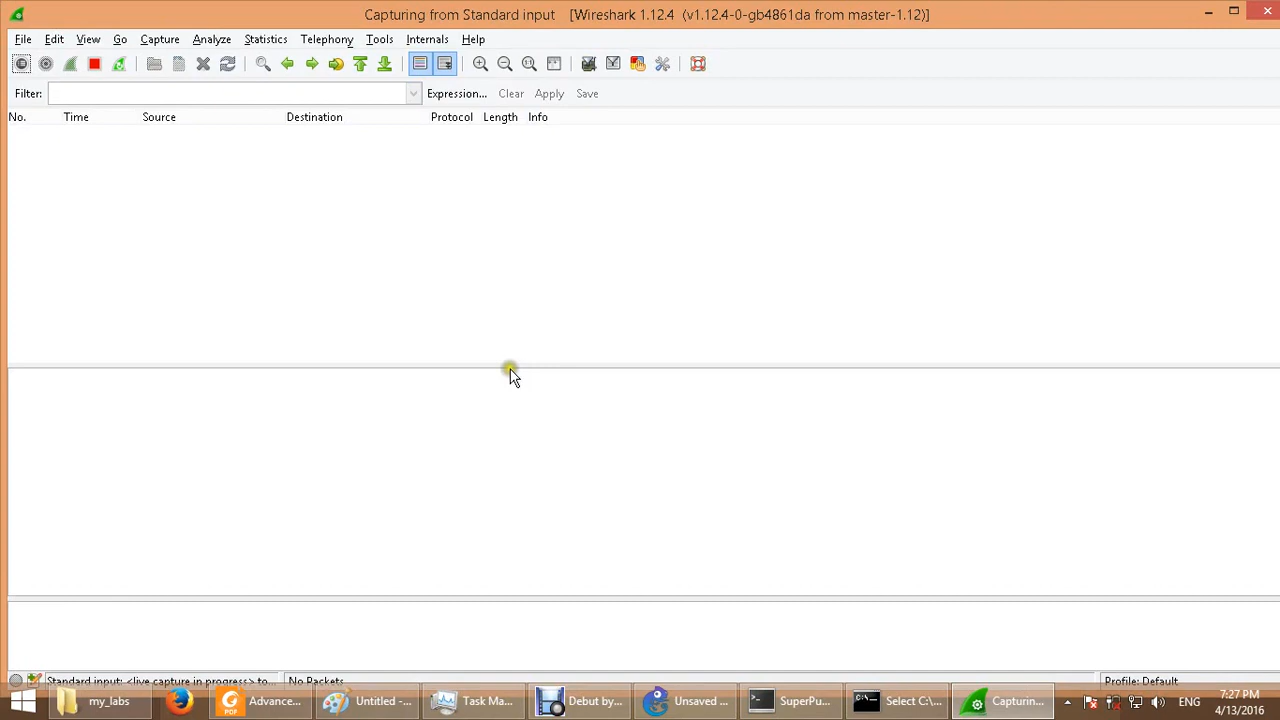 Capturing from Standard input [Wireshark 1.12.4 (v1.12.4-0-gb4861da from master-1.12)]
File Edit View Go Capture Analyze Statistics Telephony Tools Internals Help
Filter: Expression... Clear Apply Save
No. Time Source Destination Protocol Length Info
Standard input: <live capture in progress> to... No Packets Profile: Default
my_labs PDF Advance... Untitled -... Task Ma... Debut by... Unsaved ... SuperPu... C:\ Select C:\... Capturin... ENG 7:27 PM
4/13/2016